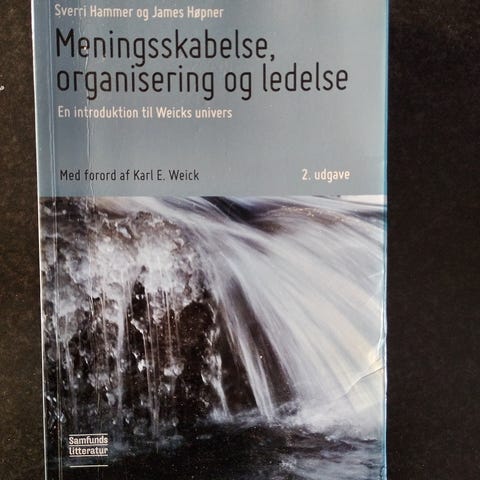 Sverri Hammer og James Høpner
Meningsskabelse,
organisering og ledelse
En introduktion til Weicks univers
Med forord af Karl E. Weick
2. udgave
Samfunds
litteratur